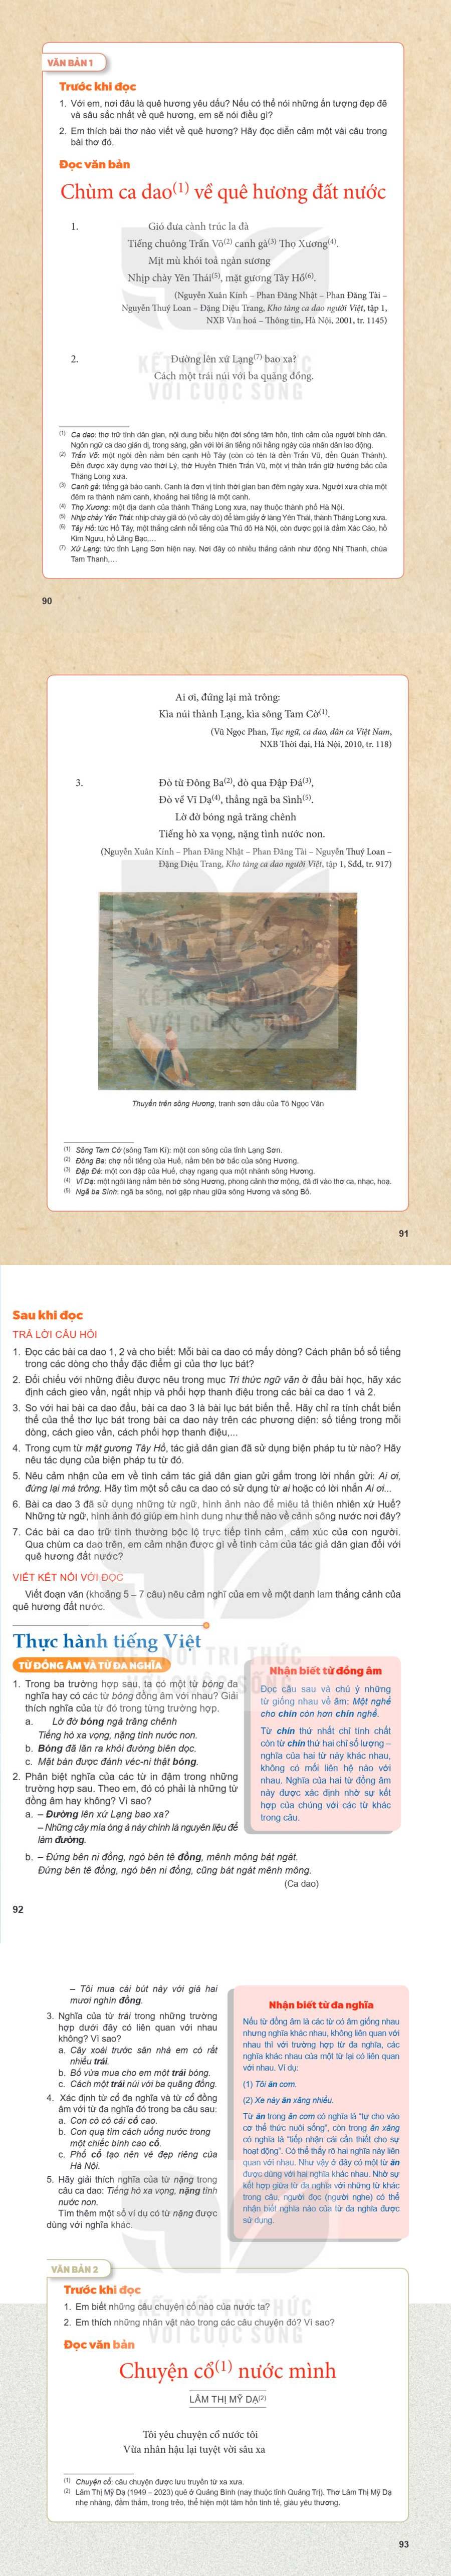 VĂN BẢN 1
Trước khi đọc
1. Với em, nơi đâu là quê hương yêu dấu? Nếu có thể nói những ấn tượng đẹp đẽ
và sâu sắc nhất về quê hương, em sẽ nói điều gì?
2. Em thích bài thơ nào viết về quê hương? Hãy đọc diễn cảm một vài câu trong
bài thơ đó.
Đọc văn bản
Chùm ca dao(1) về quê hương đất nước
1. Gió đưa cành trúc la đà
Tiếng chuông Trấn Võ(2) canh gà(3) Thọ Xương(4).
Mịt mù khói toả ngàn sương
Nhịp chày Yên Thái(5), mặt gương Tây Hồ(6).
(Nguyễn Xuân Kính – Phan Đăng Nhật – Phan Đăng Tài –
Nguyễn Thuý Loan – Đặng Diệu Trang, Kho tàng ca dao người Việt, tập 1,
NXB Văn hoá – Thông tin, Hà Nội, 2001, tr. 1145)
2. Đường lên xứ Lạng(7) bao xa?
Cách một trái núi với ba quãng đồng.
KẾT NỐI TRI THỨC
VỚI CUỘC SỐNG
(1) Ca dao: thơ trữ tình dân gian, nội dung biểu hiện đời sống tâm hồn, tình cảm của người bình dân.
Ngôn ngữ ca dao giản dị, trong sáng, gắn với lời ăn tiếng nói hằng ngày của nhân dân lao động.
(2) Trấn Võ: một ngôi đền nằm bên cạnh Hồ Tây (còn có tên là đền Trấn Vũ, đền Quán Thánh).
Đền được xây dựng vào thời Lý, thờ Huyền Thiên Trấn Vũ, một vị thần trấn giữ hướng bắc của
Thăng Long xưa.
(3) Canh gà: tiếng gà báo canh. Canh là đơn vị tính thời gian ban đêm ngày xưa. Người xưa chia một
đêm ra thành năm canh, khoảng hai tiếng là một canh.
(4) Thọ Xương: một địa danh của thành Thăng Long xưa, nay thuộc thành phố Hà Nội.
(5) Nhịp chày Yên Thái: nhịp chày giã dó (vỏ cây dó) để làm giấy ở làng Yên Thái, thành Thăng Long xưa.
(6) Tây Hồ: tức Hồ Tây, một thắng cảnh nổi tiếng của Thủ đô Hà Nội, còn được gọi là đầm Xác Cáo, hồ
Kim Ngưu, hồ Lãng Bạc,...
(7) Xứ Lạng: tức tỉnh Lạng Sơn hiện nay. Nơi đây có nhiều thắng cảnh như động Nhị Thanh, chùa
Tam Thanh,...
90
Ai ơi, đứng lại mà trông:
Kìa núi thành Lạng, kìa sông Tam Cờ(1).
(Vũ Ngọc Phan, Tục ngữ, ca dao, dân ca Việt Nam,
NXB Thời đại, Hà Nội, 2010, tr. 118)
3. Đò từ Đông Ba(2), đò qua Đập Đá(3),
Đò về Vĩ Dạ(4), thẳng ngã ba Sình(5).
Lờ đờ bóng ngả trăng chênh
Tiếng hò xa vọng, nặng tình nước non.
(Nguyễn Xuân Kính – Phan Đăng Nhật – Phan Đăng Tài – Nguyễn Thuý Loan –
Đặng Diệu Trang, Kho tàng ca dao người Việt, tập 1, Sđd, tr. 917)
KẾT NỐI TRI THỨC
VỚI CUỘC SỐNG
Thuyền trên sông Hương, tranh sơn dầu của Tô Ngọc Vân
(1) Sông Tam Cờ (sông Tam Kì): một con sông của tỉnh Lạng Sơn.
(2) Đông Ba: chợ nổi tiếng của Huế, nằm bên bờ bắc của sông Hương.
(3) Đập Đá: một con đập của Huế, chạy ngang qua một nhánh sông Hương.
(4) Vĩ Dạ: một ngôi làng nằm bên bờ sông Hương, phong cảnh thơ mộng, đã đi vào thơ ca, nhạc, hoạ.
(5) Ngã ba Sình: ngã ba sông, nơi gặp nhau giữa sông Hương và sông Bồ.
91
Sau khi đọc
TRẢ LỜI CÂU HỎI
1. Đọc các bài ca dao 1, 2 và cho biết: Mỗi bài ca dao có mấy dòng? Cách phân bố số tiếng
trong các dòng cho thấy đặc điểm gì của thơ lục bát?
2. Đối chiếu với những điều được nêu trong mục Tri thức ngữ văn ở đầu bài học, hãy xác
định cách gieo vần, ngắt nhịp và phối hợp thanh điệu trong các bài ca dao 1 và 2.
3. So với hai bài ca dao đầu, bài ca dao 3 là bài lục bát biến thể. Hãy chỉ ra tính chất biến
thể của thể thơ lục bát trong bài ca dao này trên các phương diện: số tiếng trong mỗi
dòng, cách gieo vần, cách phối hợp thanh điệu,...
4. Trong cụm từ mặt gương Tây Hồ, tác giả dân gian đã sử dụng biện pháp tu từ nào? Hãy
nêu tác dụng của biện pháp tu từ đó.
5. Nêu cảm nhận của em về tình cảm tác giả dân gian gửi gắm trong lời nhắn gửi: Ai ơi,
đứng lại mà trông. Hãy tìm một số câu ca dao có sử dụng từ ai hoặc có lời nhắn Ai ơi...
6. Bài ca dao 3 đã sử dụng những từ ngữ, hình ảnh nào để miêu tả thiên nhiên xứ Huế?
Những từ ngữ, hình ảnh đó giúp em hình dung như thế nào về cảnh sông nước nơi đây?
7. Các bài ca dao trữ tình thường bộc lộ trực tiếp tình cảm, cảm xúc của con người.
Qua chùm ca dao trên, em cảm nhận được gì về tình cảm của tác giả dân gian đối với
quê hương đất nước?
VIẾT KẾT NỐI VỚI ĐỌC
Viết đoạn văn (khoảng 5 – 7 câu) nêu cảm nghĩ của em về một danh lam thắng cảnh của
quê hương đất nước.
KẾT NỐI TRI THỨC
VỚI CUỘC SỐNG
Thực hành tiếng Việt
TỪ ĐỒNG ÂM VÀ TỪ ĐA NGHĨA
1. Trong ba trường hợp sau, ta có một từ bóng đa
nghĩa hay có các từ bóng đồng âm với nhau? Giải
thích nghĩa của từ đó trong từng trường hợp.
a. Lờ đờ bóng ngả trăng chênh
Tiếng hò xa vọng, nặng tình nước non.
b. Bóng đã lăn ra khỏi đường biên dọc.
c. Mặt bàn được đánh véc-ni thật bóng.
2. Phân biệt nghĩa của các từ in đậm trong những
trường hợp sau. Theo em, đó có phải là những từ
đồng âm hay không? Vì sao?
a. – Đường lên xứ Lạng bao xa?
– Những cây mía óng ả này chính là nguyên liệu để
làm đường.
b. – Đứng bên ni đồng, ngó bên tê đồng, mênh mông bát ngát.
Đứng bên tê đồng, ngó bên ni đồng, cũng bát ngát mênh mông.
(Ca dao)
Nhận biết từ đồng âm
Đọc câu sau và chú ý những
từ giống nhau về âm: Một nghề
cho chín còn hơn chín nghề.
Từ chín thứ nhất chỉ tính chất
còn từ chín thứ hai chỉ số lượng –
nghĩa của hai từ này khác nhau,
không có mối liên hệ nào với
nhau. Nghĩa của hai từ đồng âm
này được xác định nhờ sự kết
hợp của chúng với các từ khác
trong câu.
92
– Tôi mua cái bút này với giá hai
mươi nghìn đồng.
3. Nghĩa của từ trái trong những trường
hợp dưới đây có liên quan với nhau
không? Vì sao?
a. Cây xoài trước sân nhà em có rất
nhiều trái.
b. Bố vừa mua cho em một trái bóng.
c. Cách một trái núi với ba quãng đồng.
4. Xác định từ cổ đa nghĩa và từ cổ đồng
âm với từ đa nghĩa đó trong ba câu sau:
a. Con cò có cái cổ cao.
b. Con quạ tìm cách uống nước trong
một chiếc bình cao cổ.
c. Phố cổ tạo nên vẻ đẹp riêng của
Hà Nội.
5. Hãy giải thích nghĩa của từ nặng trong
câu ca dao: Tiếng hò xa vọng, nặng tình
nước non.
Tìm thêm một số ví dụ có từ nặng được
dùng với nghĩa khác.
Nhận biết từ đa nghĩa
Nếu từ đồng âm là các từ có âm giống nhau
nhưng nghĩa khác nhau, không liên quan với
nhau thì với trường hợp từ đa nghĩa, các
nghĩa khác nhau của một từ lại có liên quan
với nhau. Ví dụ:
(1) Tôi ăn cơm.
(2) Xe này ăn xăng nhiều.
Từ ăn trong ăn cơm có nghĩa là "tự cho vào
cơ thể thức nuôi sống", còn trong ăn xăng
có nghĩa là "tiếp nhận cái cần thiết cho sự
hoạt động". Có thể thấy rõ hai nghĩa này liên
quan với nhau. Như vậy ở đây có một từ ăn
được dùng với hai nghĩa khác nhau. Nhờ sự
kết hợp giữa từ đa nghĩa với những từ khác
trong câu, người đọc (người nghe) có thể
nhận biết nghĩa nào của từ đa nghĩa được
sử dụng.
VĂN BẢN 2
Trước khi đọc
1. Em biết những câu chuyện cổ nào của nước ta?
2. Em thích những nhân vật nào trong các câu chuyện đó? Vì sao?
KẾT NỐI TRI THỨC
VỚI CUỘC SỐNG
Đọc văn bản
Chuyện cổ(1) nước mình
LÂM THỊ MỸ DẠ(2)
Tôi yêu chuyện cổ nước tôi
Vừa nhân hậu lại tuyệt vời sâu xa
(1) Chuyện cổ: câu chuyện được lưu truyền từ xa xưa.
(2) Lâm Thị Mỹ Dạ (1949 – 2023) quê ở Quảng Bình (nay thuộc tỉnh Quảng Trị). Thơ Lâm Thị Mỹ Dạ
nhẹ nhàng, đằm thắm, trong trẻo, thể hiện một tâm hồn tinh tế, giàu yêu thương.
93